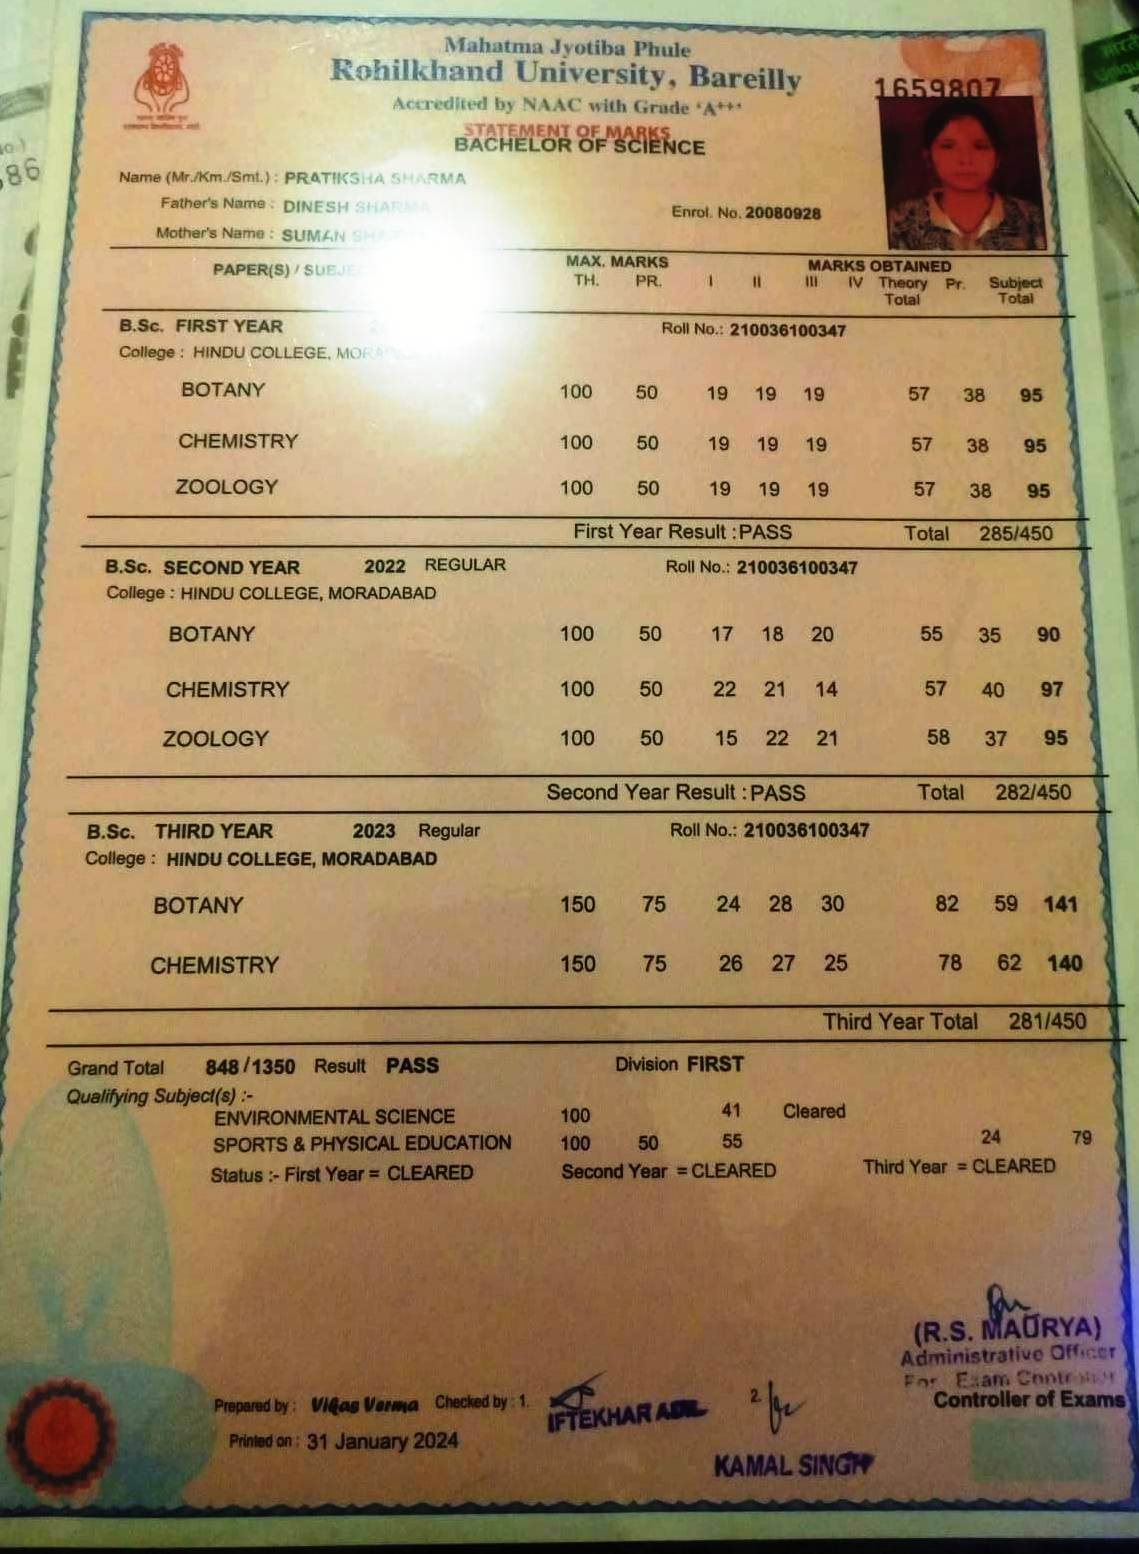 Mahatma Jyotiba Phule
Rohilkhand University, Bareilly
Accredited by NAAC with Grade 'A++'
1659807
STATEMENT OF MARKS
BACHELOR OF SCIENCE
Name (Mr./Km./Smt.) : PRATIKSHA SHARMA
Father's Name : DINESH SHARMA
Enrol. No. 20080928
Mother's Name : SUMAN
PAPER(S) / MAX. MARKS MARKS OBTAINED
TH. PR. I II III IV Theory Total Pr. Subject Total
B.Sc. FIRST YEAR Roll No.: 210036100347
College : HINDU COLLEGE,
BOTANY 100 50 19 19 19 57 38 95
CHEMISTRY 100 50 19 19 19 57 38 95
ZOOLOGY 100 50 19 19 19 57 38 95
First Year Result : PASS Total 285/450
B.Sc. SECOND YEAR 2022 REGULAR Roll No.: 210036100347
College : HINDU COLLEGE, MORADABAD
BOTANY 100 50 17 18 20 55 35 90
CHEMISTRY 100 50 22 21 14 57 40 97
ZOOLOGY 100 50 15 22 21 58 37 95
Second Year Result : PASS Total 282/450
B.Sc. THIRD YEAR 2023 Regular Roll No.: 210036100347
College : HINDU COLLEGE, MORADABAD
BOTANY 150 75 24 28 30 82 59 141
CHEMISTRY 150 75 26 27 25 78 62 140
Third Year Total 281/450
Grand Total 848/1350 Result PASS Division FIRST
Qualifying Subject(s) :-
ENVIRONMENTAL SCIENCE 100 41 Cleared
SPORTS & PHYSICAL EDUCATION 100 50 55 24 79
Status :- First Year = CLEARED Second Year = CLEARED Third Year = CLEARED
(R.S. MAURYA)
Administrative Officer
For Exam Controller
Controller of Exams
Prepared by : Vikas Verma Checked by : 1. IFTEKHAR ADIL 2.
Printed on : 31 January 2024
KAMAL SINGH